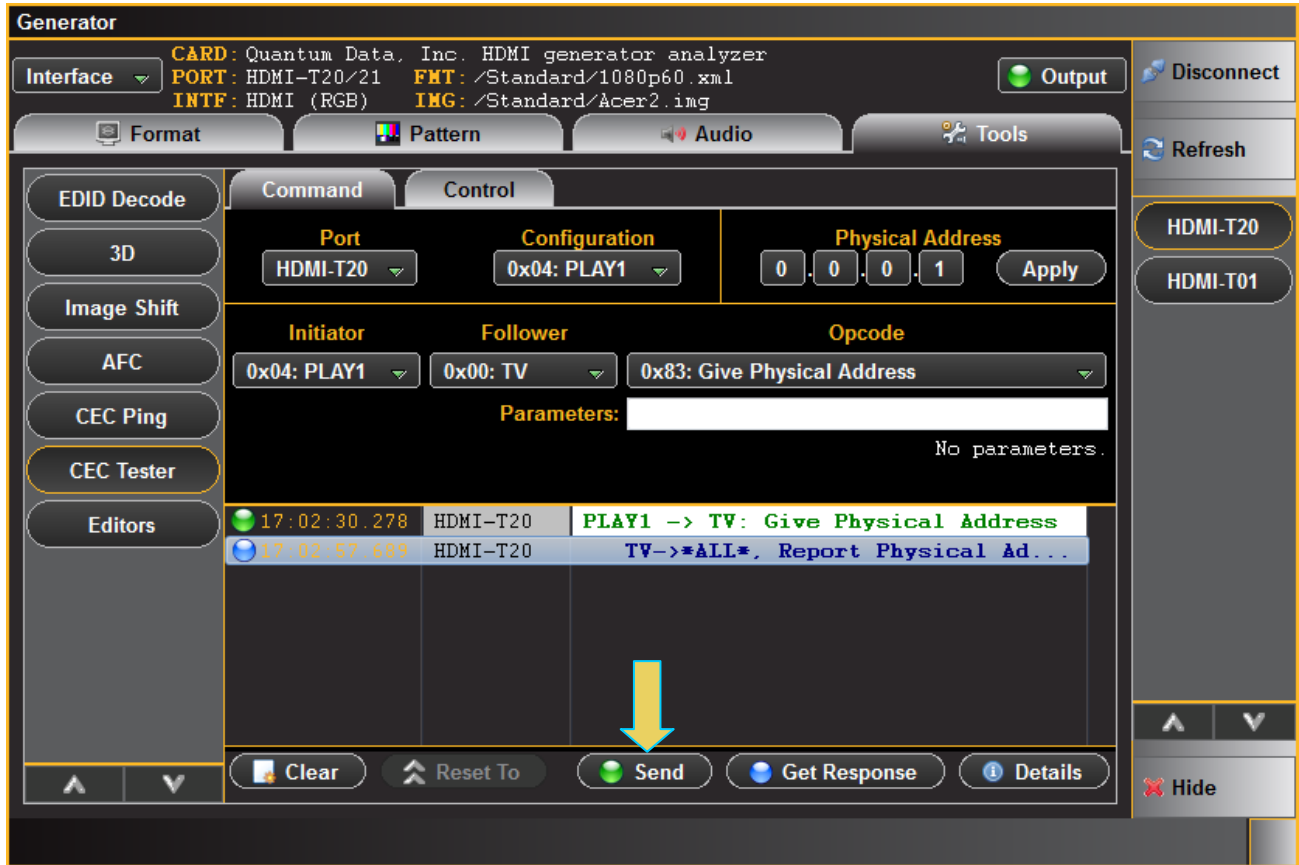 Generator
Interface
CARD: Quantum Data, Inc. HDMI generator analyzer
PORT: HDMI-T20/21 FMT: /Standard/1080p60.xml
INTF: HDMI (RGB) IMG: /Standard/Acer2.img
Output
Disconnect
Refresh
Format Pattern Audio Tools
EDID Decode
3D
Image Shift
AFC
CEC Ping
CEC Tester
Editors
Command Control
Port Configuration Physical Address
HDMI-T20 0x04: PLAY1 0 . 0 . 0 . 1 Apply
Initiator Follower Opcode
0x04: PLAY1 0x00: TV 0x83: Give Physical Address
Parameters:
No parameters.
17:02:30.278 HDMI-T20 PLAY1 -> TV: Give Physical Address
17:02:57.689 HDMI-T20 TV->*ALL*, Report Physical Ad...
Clear Reset To Send Get Response Details
HDMI-T20
HDMI-T01
Hide